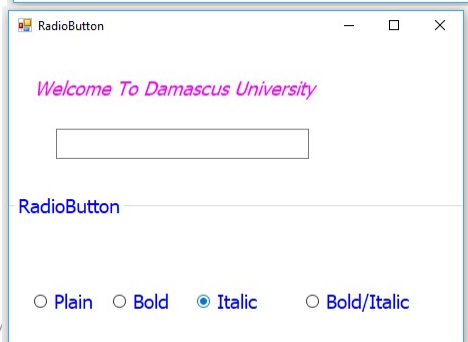 RadioButton
Welcome To Damascus University
RadioButton
Plain Bold Italic Bold/Italic